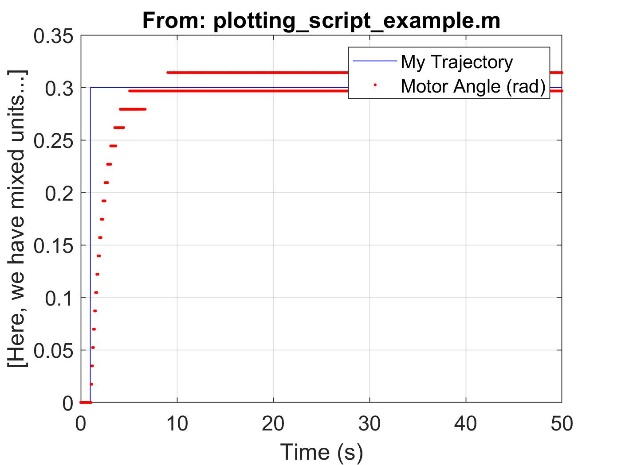 From: plotting_script_example.m
[Here, we have mixed units...]
0.35
0.3
0.25
0.2
0.15
0.1
0.05
0
My Trajectory
Motor Angle (rad)
0 10 20 30 40 50
Time (s)